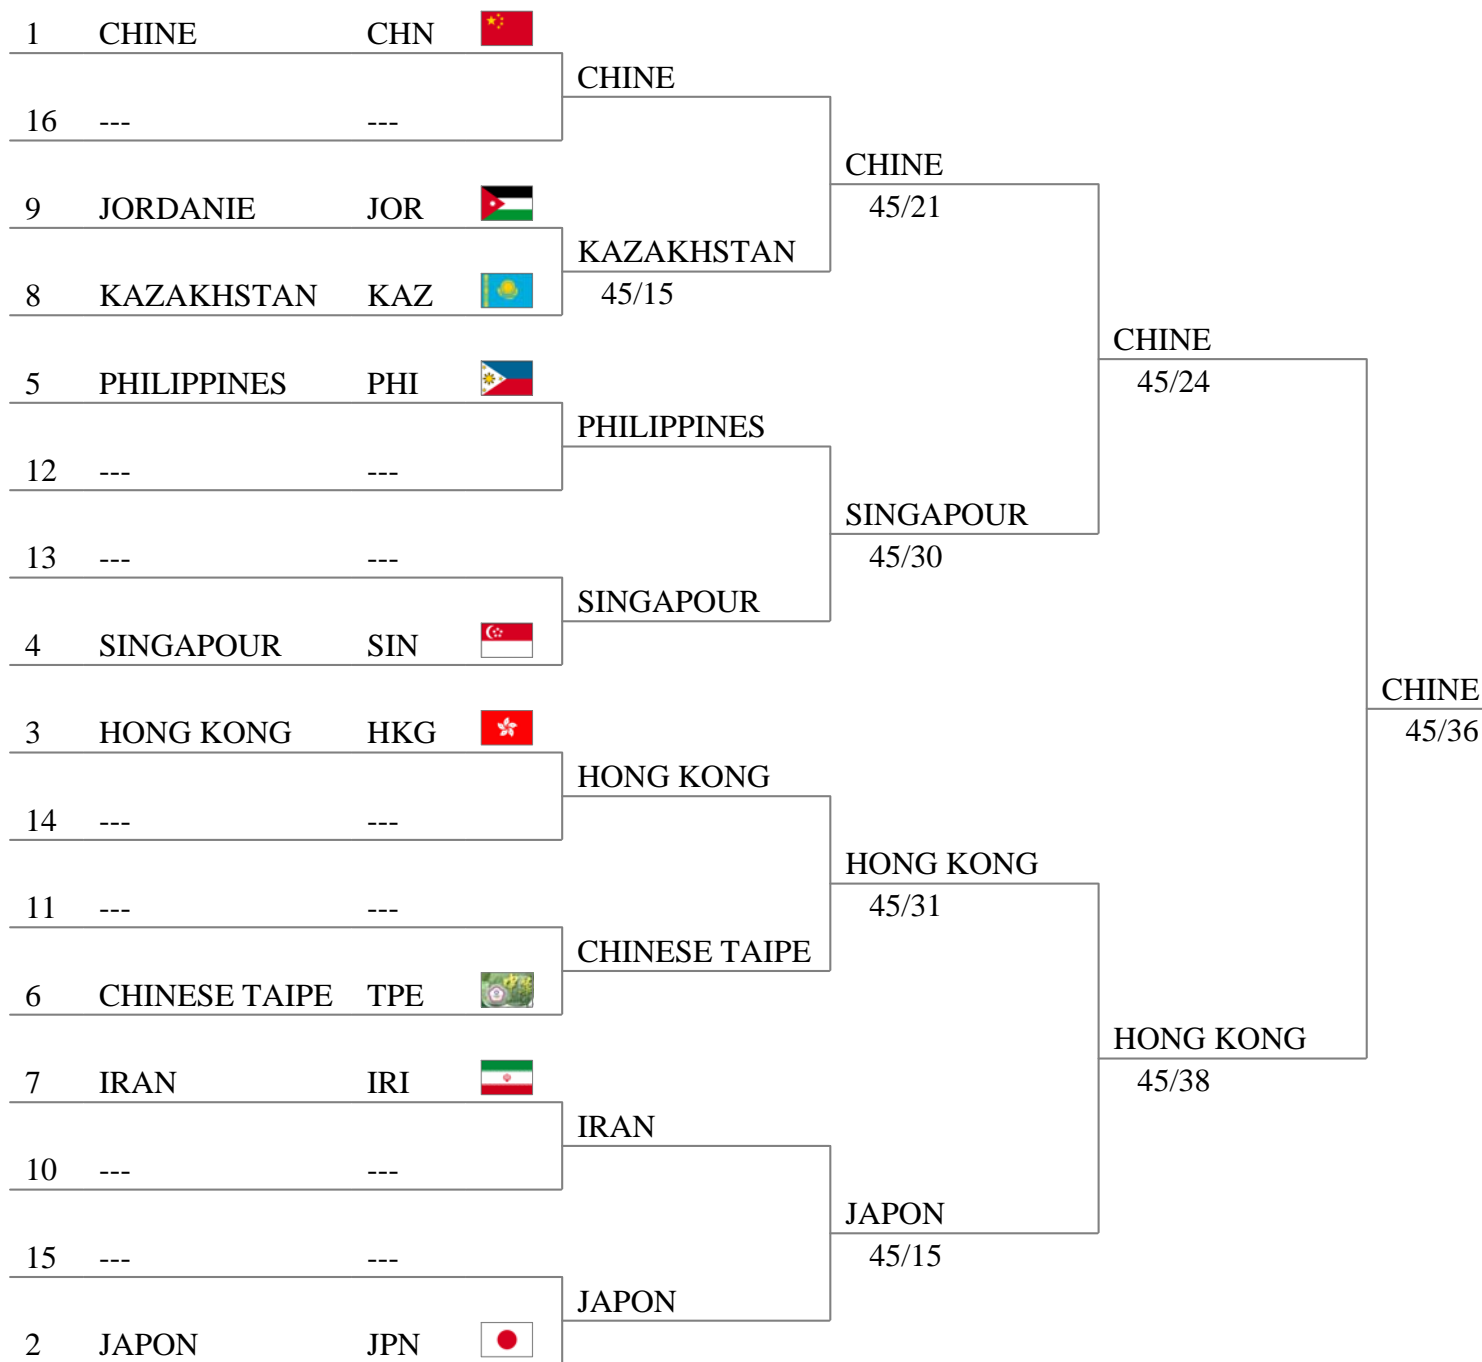 1 CHINE CHN
16 --- ---
9 JORDANIE JOR
8 KAZAKHSTAN KAZ
5 PHILIPPINES PHI
12 --- ---
13 --- ---
4 SINGAPOUR SIN
3 HONG KONG HKG
14 --- ---
11 --- ---
6 CHINESE TAIPE TPE
7 IRAN IRI
10 --- ---
15 --- ---
2 JAPON JPN
CHINE
KAZAKHSTAN
45/15
PHILIPPINES
SINGAPOUR
HONG KONG
CHINESE TAIPE
IRAN
JAPON
CHINE
45/21
SINGAPOUR
45/30
HONG KONG
45/31
JAPON
45/15
CHINE
45/24
HONG KONG
45/38
CHINE
45/36